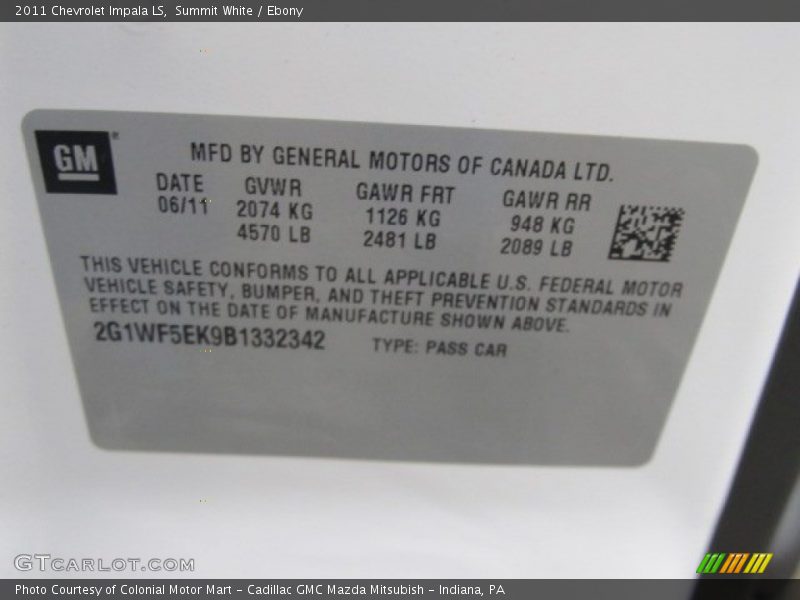 2011 Chevrolet Impala LS, Summit White / Ebony
GM
MFD BY GENERAL MOTORS OF CANADA LTD.
DATE GVWR GAWR FRT GAWR RR
06/11 2074 KG 1126 KG 948 KG
4570 LB 2481 LB 2089 LB
THIS VEHICLE CONFORMS TO ALL APPLICABLE U.S. FEDERAL MOTOR
VEHICLE SAFETY, BUMPER, AND THEFT PREVENTION STANDARDS IN
EFFECT ON THE DATE OF MANUFACTURE SHOWN ABOVE.
2G1WF5EK9B1332342 TYPE: PASS CAR
GTCARLOT.COM
Photo Courtesy of Colonial Motor Mart - Cadillac GMC Mazda Mitsubish - Indiana, PA